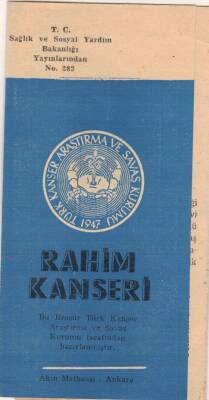 T. C.
Sağlık ve Sosyal Yardım
Bakanlığı
Yayınlarından
No. 282
TÜRK KANSER ARAŞTIRMA VE SAVAŞ KURUMU
1947
RAHİM
KANSERİ
Bu Broşür Türk Kanser
Araştırma ve Savaş
Kurumu tarafından
hazırlanmıştır.
Akın Matbaası - Ankara